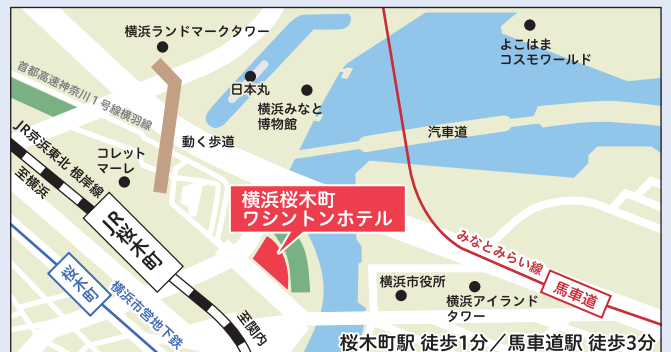 横浜ランドマークタワー
よこはま
コスモワールド
首都高速神奈川1号線横羽線
日本丸
横浜みなと
博物館
汽車道
動く歩道
JR京浜東北 根岸線
コレット
マーレ
至横浜
横浜桜木町
ワシントンホテル
JR
桜木町
みなとみらい線
桜木町
横浜市営地下鉄
至関内
横浜市役所
横浜アイランド
タワー
馬車道
桜木町駅 徒歩1分／馬車道駅 徒歩3分